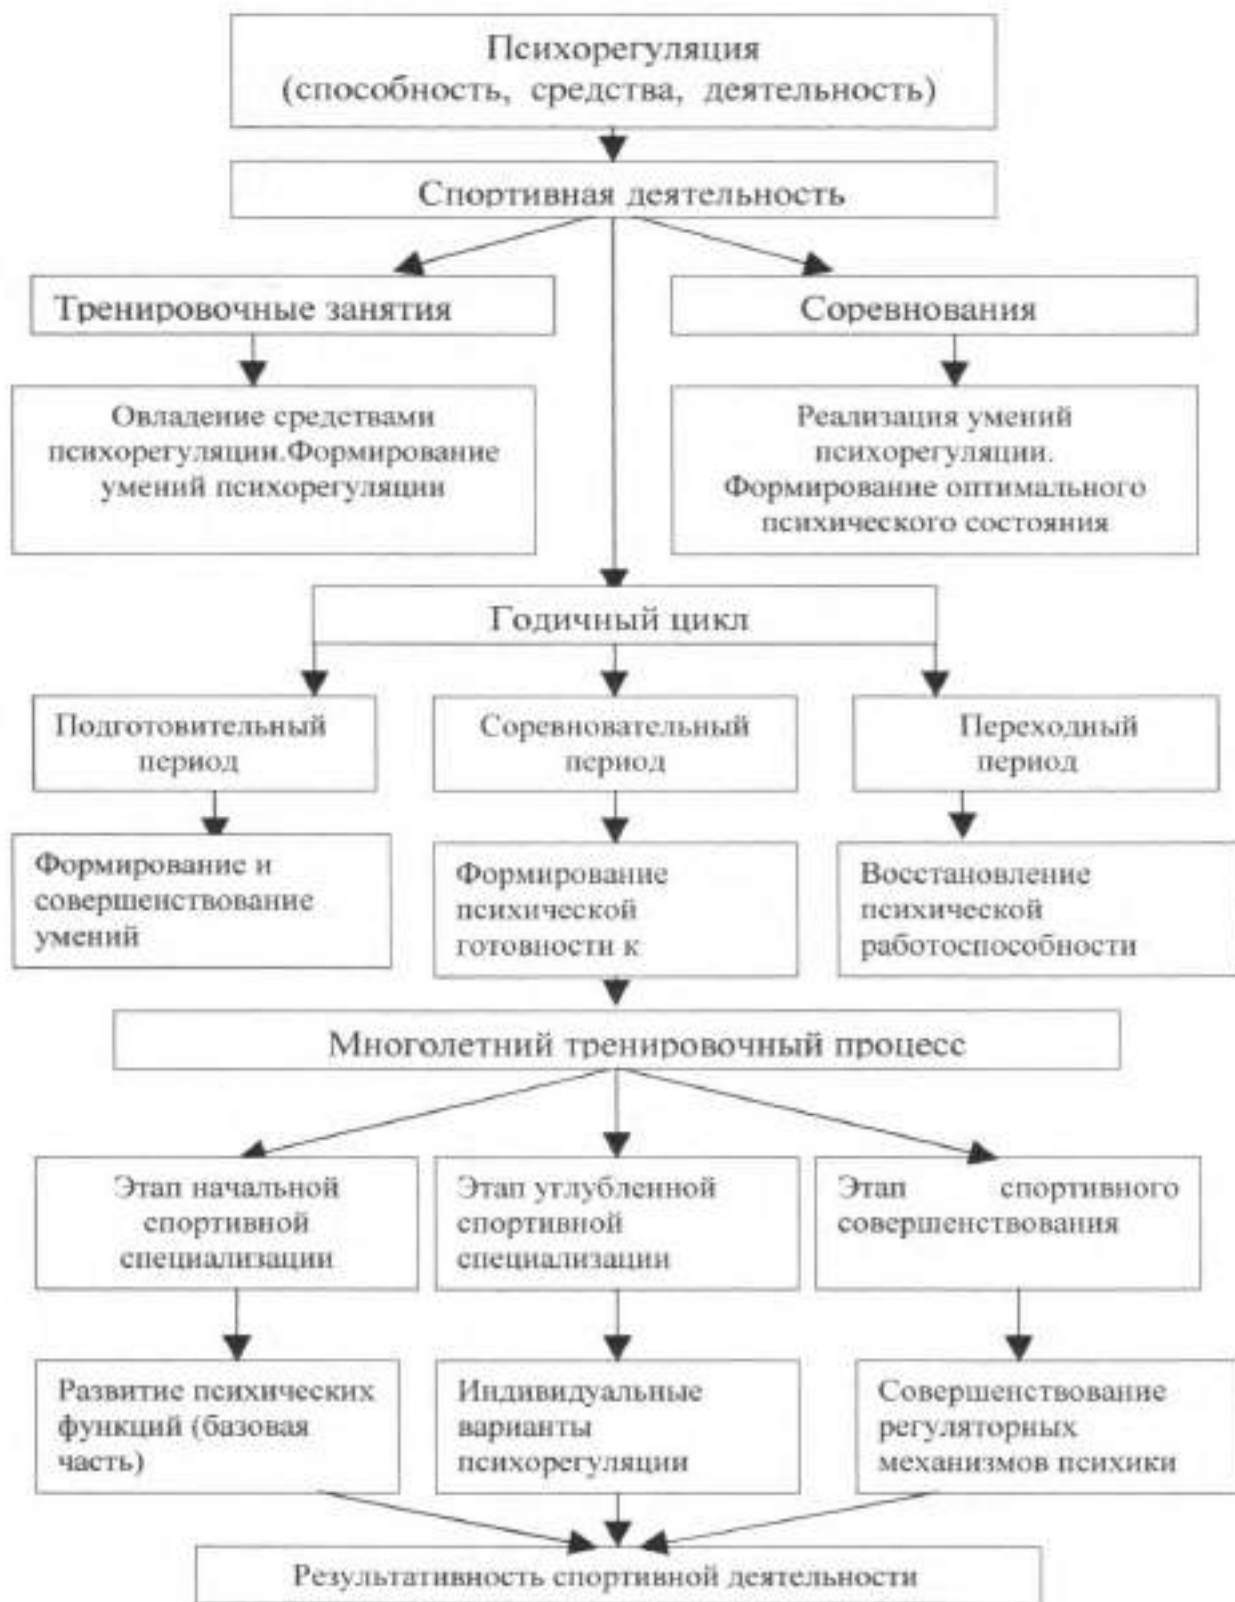 Психорегуляция
(способность, средства, деятельность)
Спортивная деятельность
Тренировочные занятия
Соревнования
Овладение средствами
психорегуляции.Формирование
умений психорегуляции
Реализация умений
психорегуляции.
Формирование оптимального
психического состояния
Годичный цикл
Подготовительный
период
Соревновательный
период
Переходный
период
Формирование и
совершенствование
умений
Формирование
психической
готовности к
Восстановление
психической
работоспособности
Многолетний тренировочный процесс
Этап начальной
спортивной
специализации
Этап углубленной
спортивной
специализации
Этап спортивного
совершенствования
Развитие психических
функций (базовая
часть)
Индивидуальные
варианты
психорегуляции
Совершенствование
регуляторных
механизмов психики
Результативность спортивной деятельности